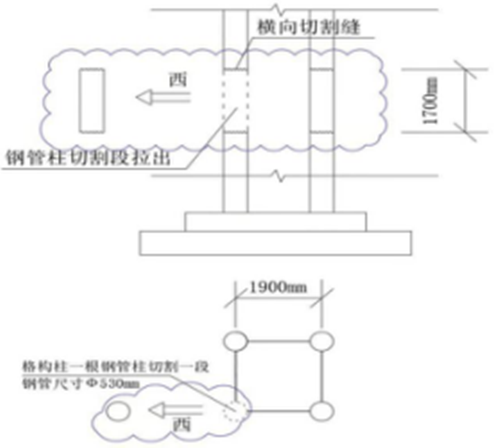 横向切割缝
西
1700mm
钢管柱切割段拉出
1900mm
格构柱一根钢管柱切割一段
钢管尺寸Φ530mm
西